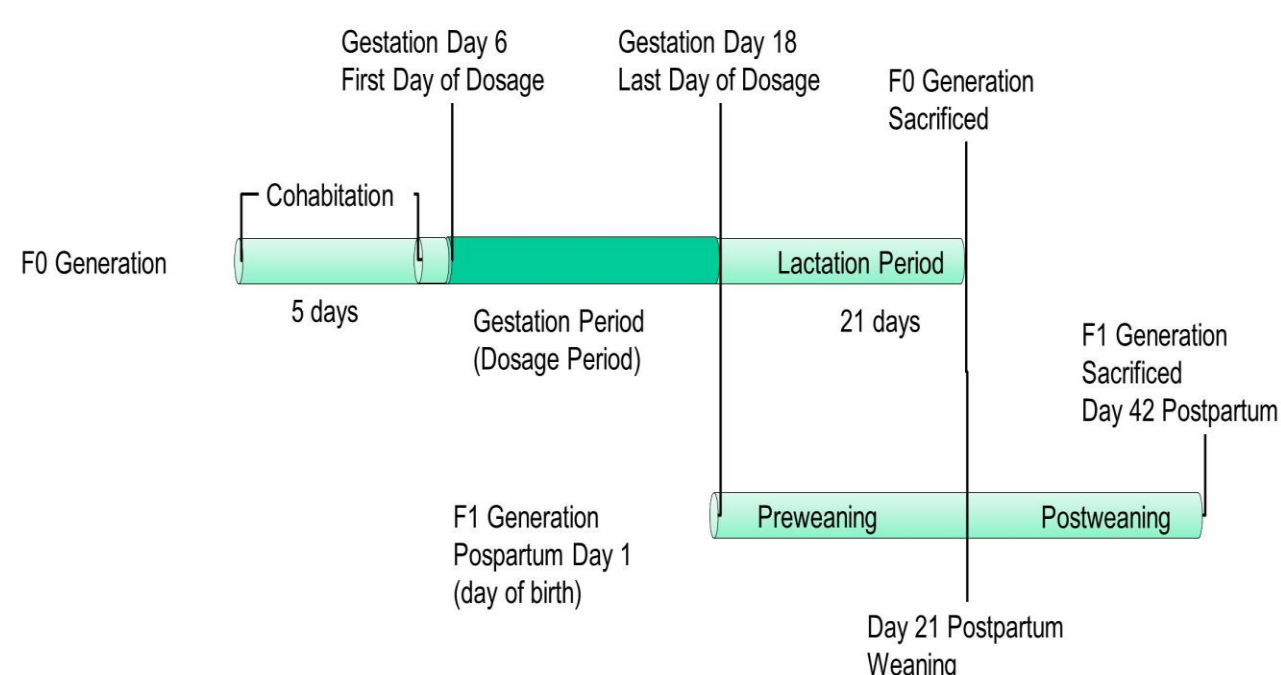 Gestation Day 6
First Day of Dosage
Gestation Day 18
Last Day of Dosage
F0 Generation
Sacrificed
Cohabitation
F0 Generation
Lactation Period
5 days
Gestation Period
(Dosage Period)
21 days
F1 Generation
Sacrificed
Day 42 Postpartum
F1 Generation
Pospartum Day 1
(day of birth)
Preweaning
Postweaning
Day 21 Postpartum
Weaning